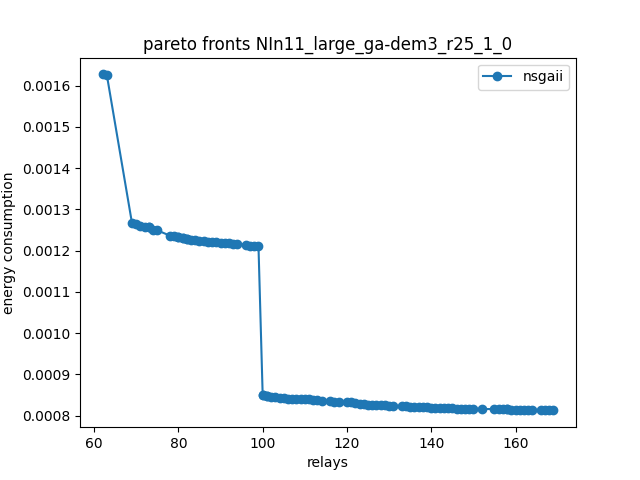 pareto fronts NIn11_large_ga-dem3_r25_1_0
nsgaii
energy consumption
0.0016
0.0015
0.0014
0.0013
0.0012
0.0011
0.0010
0.0009
0.0008
60 80 100 120 140 160
relays